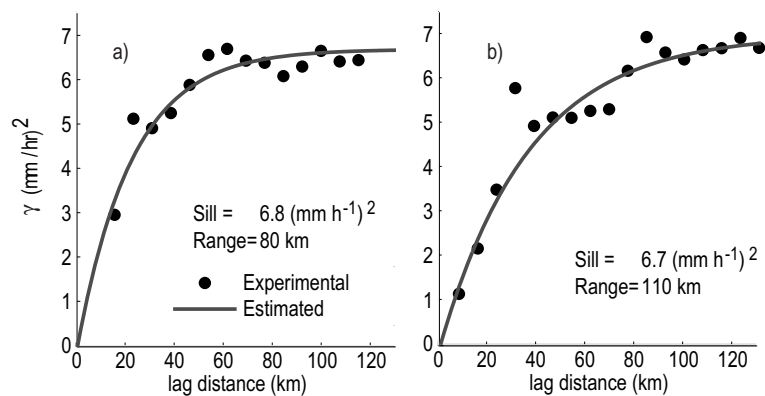 a)
γ (mm/hr)2
7
6
5
4
3
2
1
0
Sill = 6.8 (mm h-1) 2
Range=80 km
Experimental
Estimated
0 20 40 60 80 100 120
lag distance (km)
b)
7
6
5
4
3
2
1
0
Sill = 6.7 (mm h-1) 2
Range=110 km
0 20 40 60 80 100 120
lag distance (km)